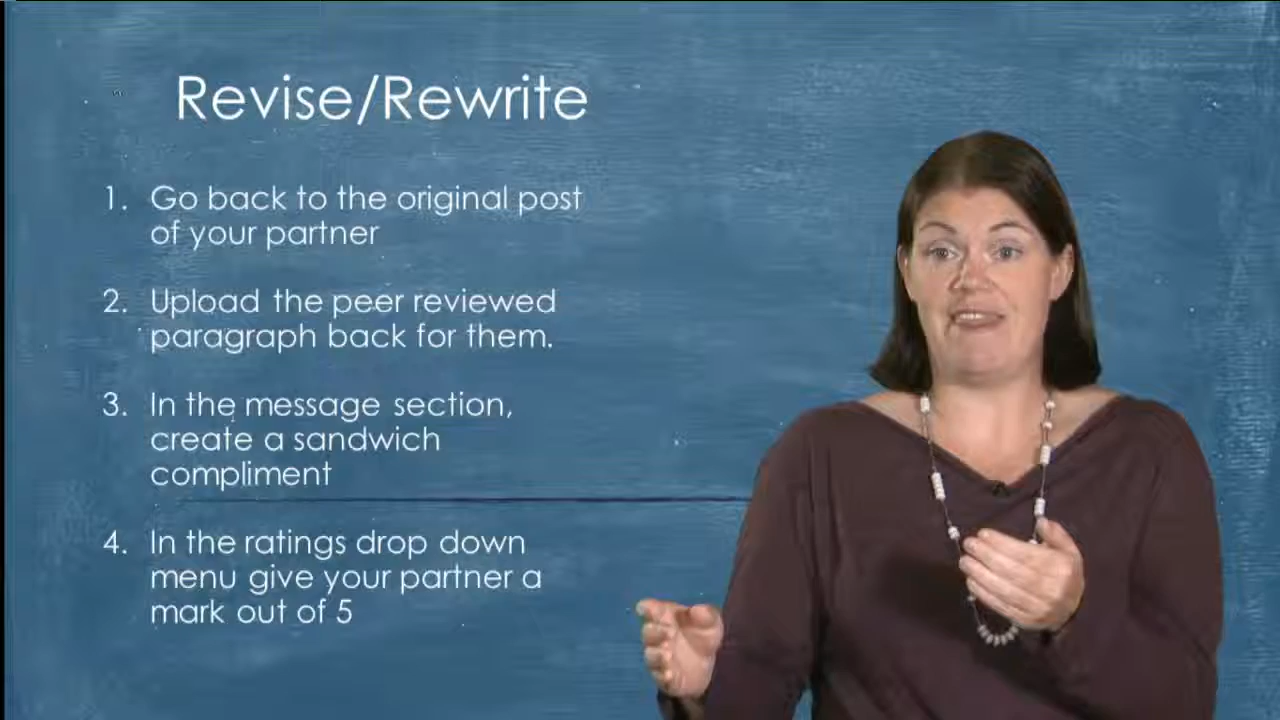 Revise/Rewrite
1. Go back to the original post
of your partner
2. Upload the peer reviewed
paragraph back for them.
3. In the message section,
create a sandwich
compliment
4. In the ratings drop down
menu give your partner a
mark out of 5